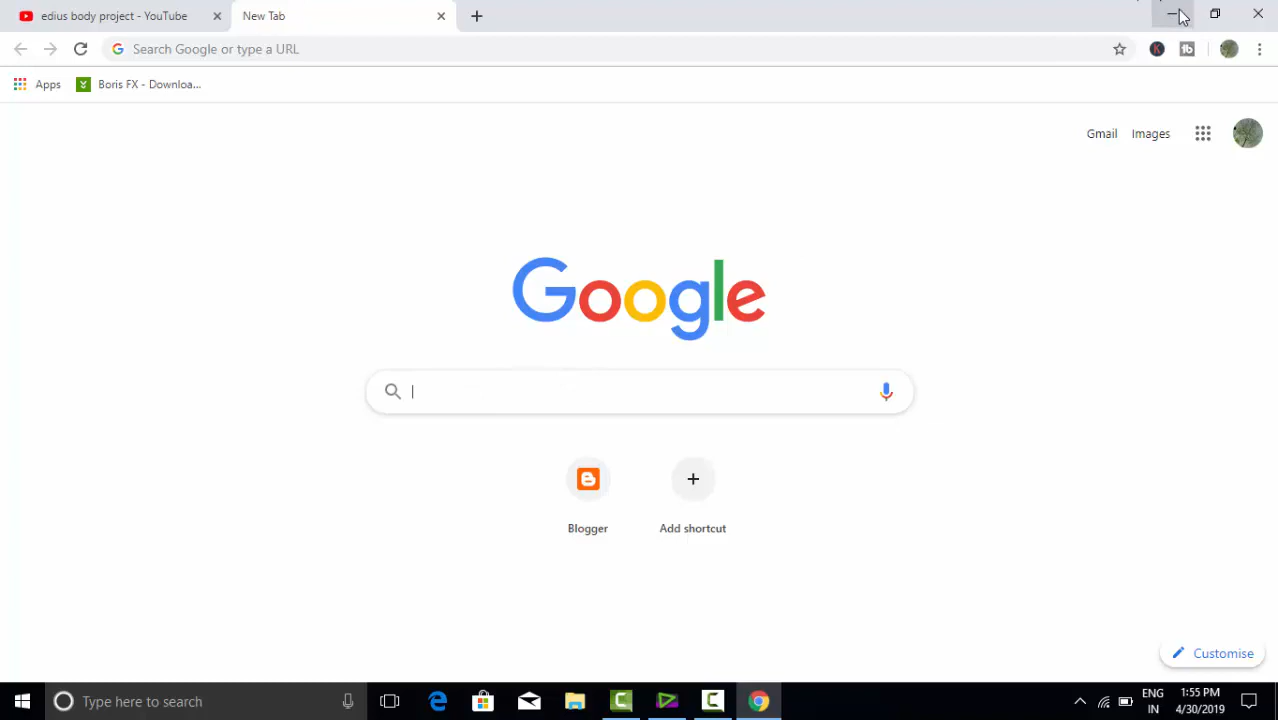 edius body project - YouTube
New Tab
Search Google or type a URL
Apps
Boris FX - Downloa...
Gmail
Images
Google
Blogger
Add shortcut
Customise
Type here to search
ENG
IN
1:55 PM
4/30/2019